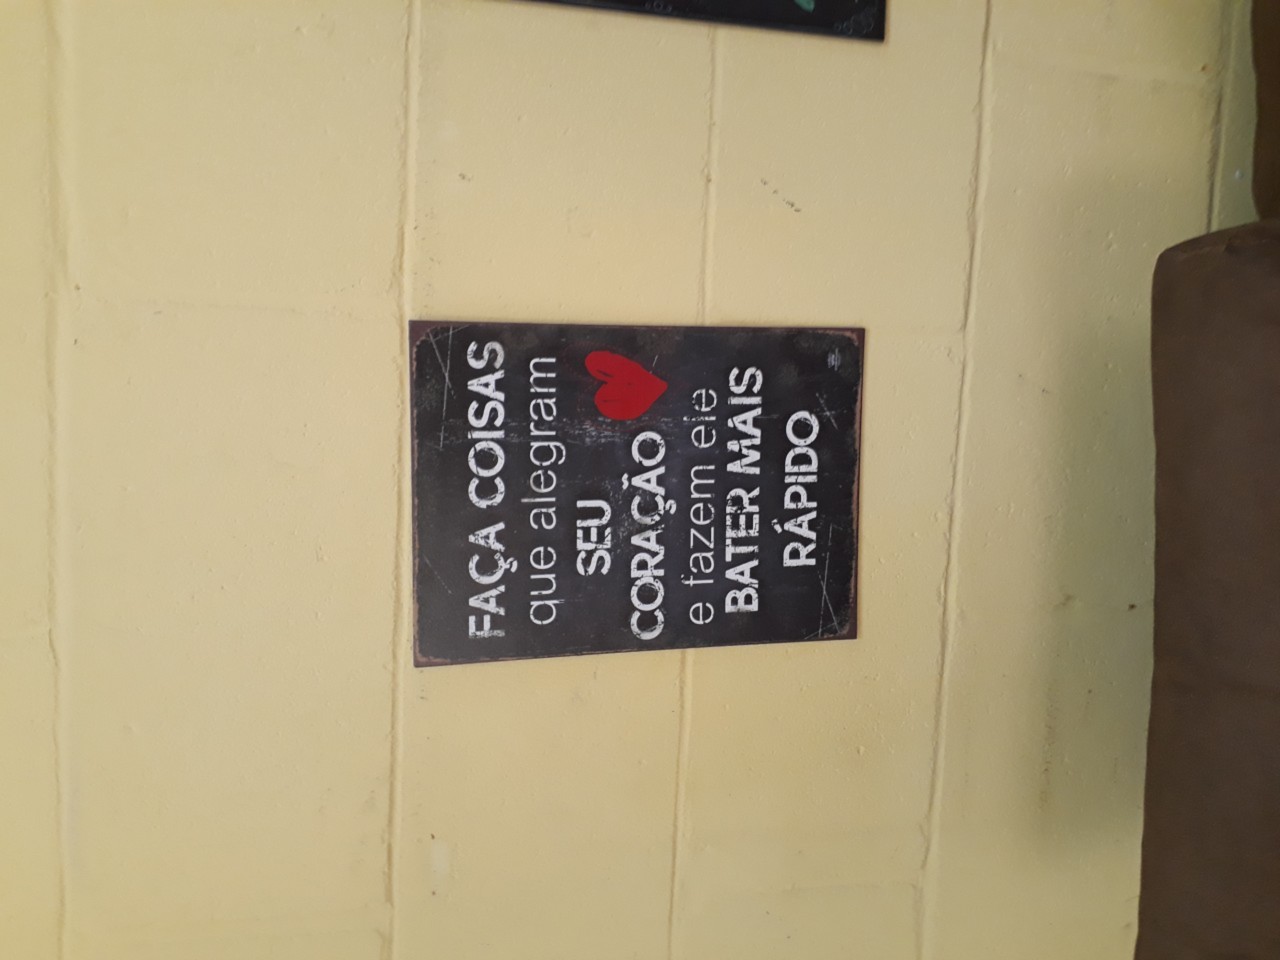 FAÇA COISAS
que alegram
SEU
CORAÇÃO
e fazem ele
BATER MAIS
RÁPIDO